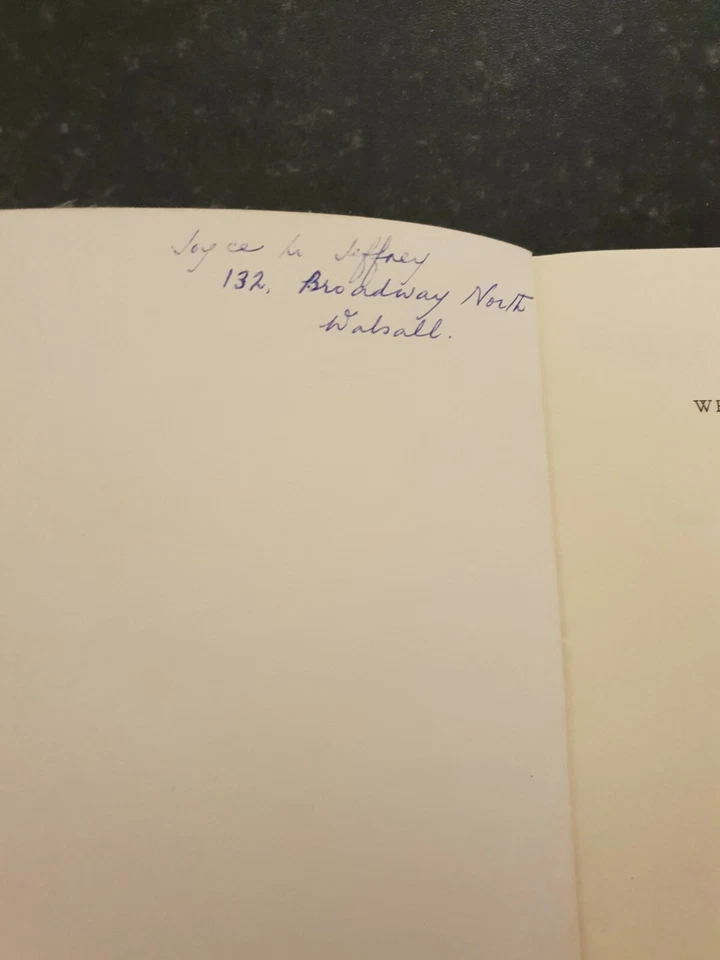 Joyce M Jeffrey
132, Broadway North
Walsall.